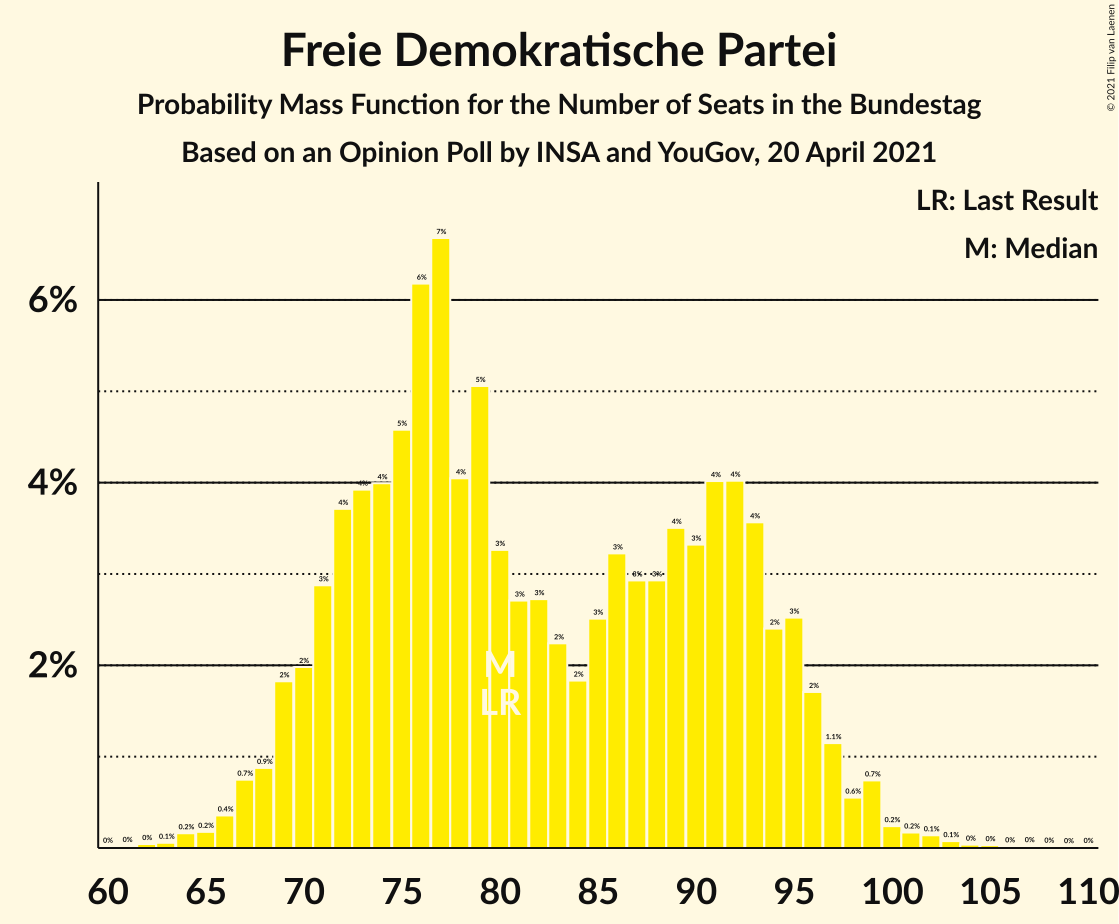 Freie Demokratische Partei
Probability Mass Function for the Number of Seats in the Bundestag
Based on an Opinion Poll by INSA and YouGov, 20 April 2021
© 2021 Filip van Laenen
LR: Last Result
M: Median
6%
4%
2%
0% 0% 0% 0.1% 0.2% 0.2% 0.4% 0.7% 0.9% 2% 2% 3% 4% 4% 4% 5% 6% 7% 4% 5% 3% 3% 3% 2% 2% 3% 3% 3% 3% 4% 3% 4% 4% 4% 2% 3% 2% 1.1% 0.6% 0.7% 0.2% 0.2% 0.1% 0.1% 0% 0% 0% 0% 0% 0% 0%
M
LR
60 65 70 75 80 85 90 95 100 105 110